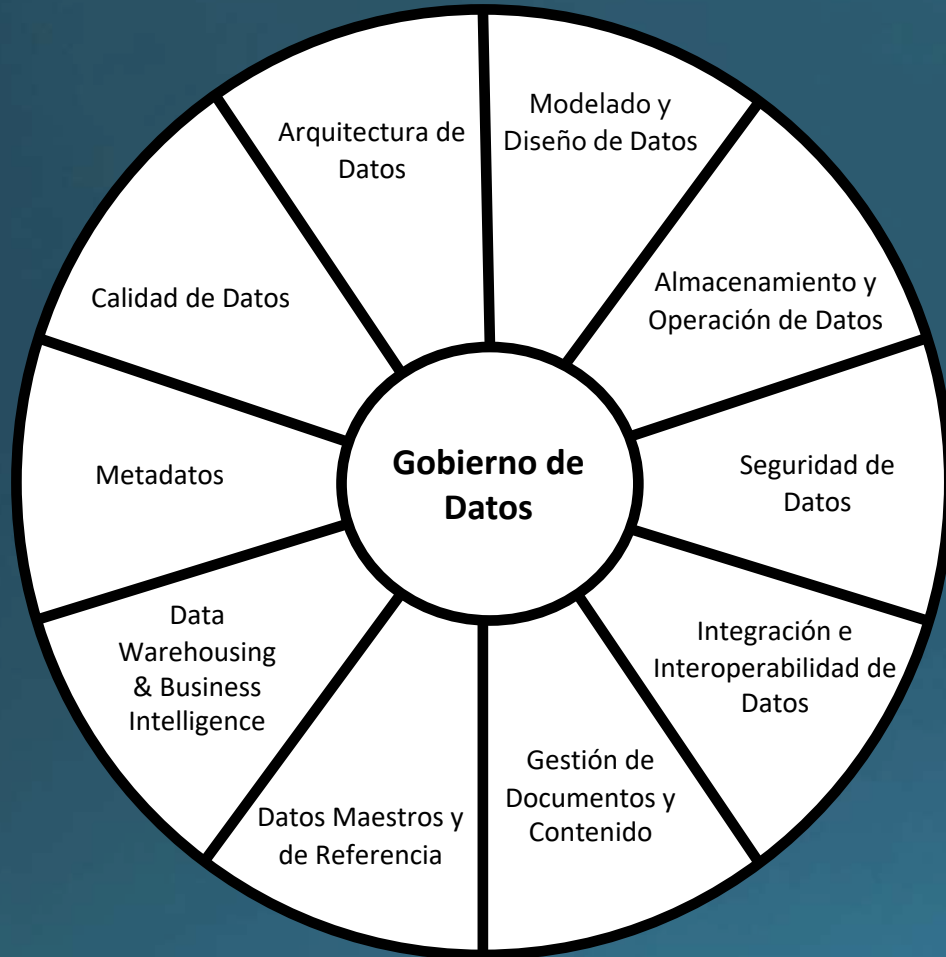 Arquitectura de
Datos
Modelado y
Diseño de Datos
Almacenamiento y
Operación de Datos
Seguridad de
Datos
Integración e
Interoperabilidad de
Datos
Gestión de
Documentos y
Contenido
Datos Maestros y
de Referencia
Data
Warehousing
& Business
Intelligence
Metadatos
Calidad de Datos
Gobierno de
Datos